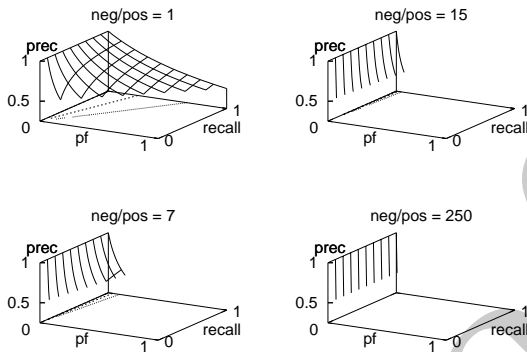 neg/pos = 1
prec
1
0.5
0
pf
1
0
recall
1
neg/pos = 15
prec
1
0.5
0
pf
1
0
recall
1
neg/pos = 7
prec
1
0.5
0
pf
1
0
recall
1
neg/pos = 250
prec
1
0.5
0
pf
1
0
recall
1